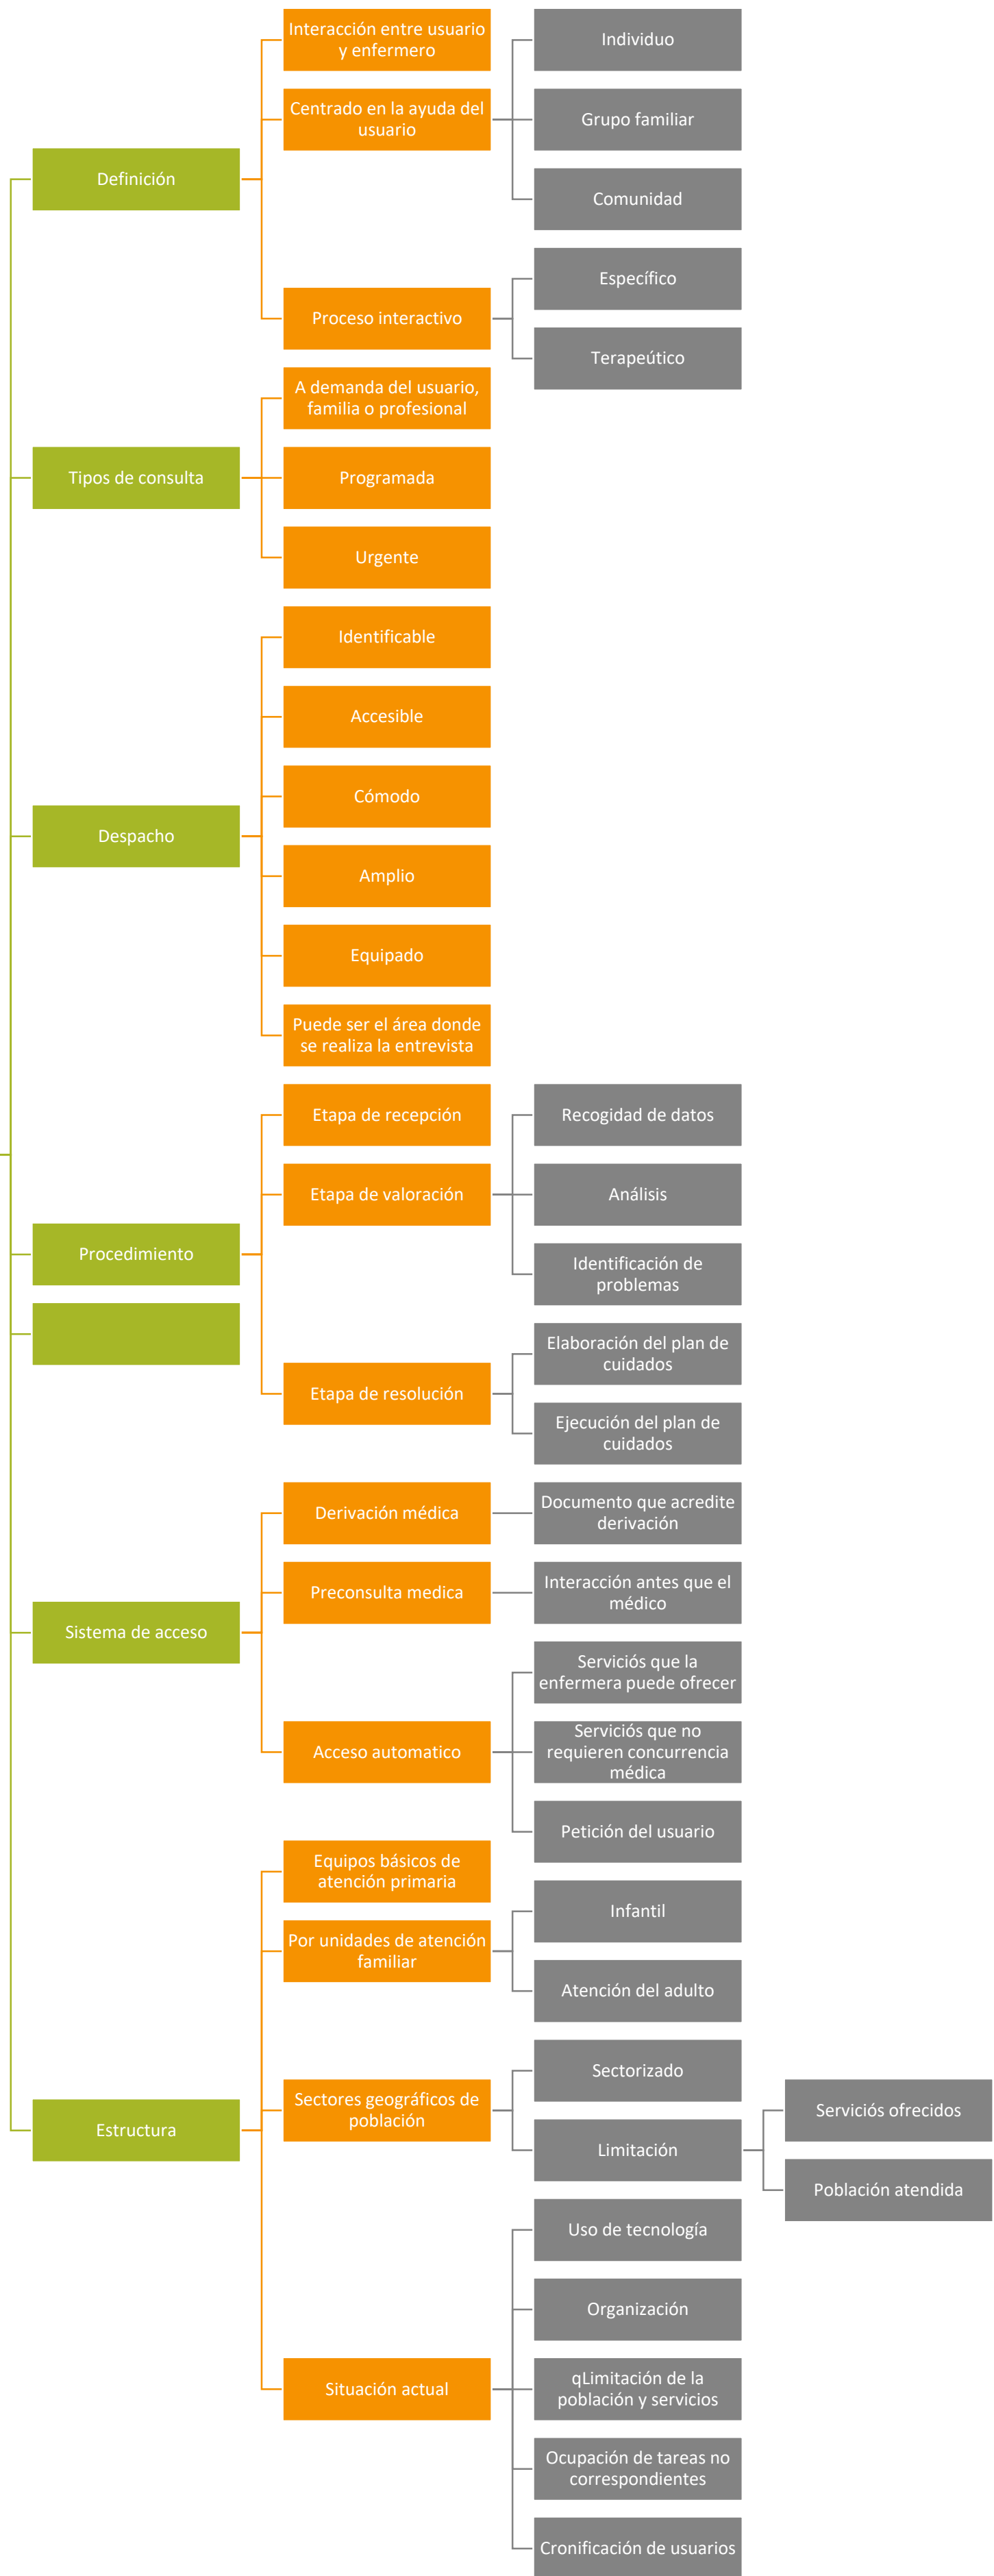 Definición
Interacción entre usuario
y enfermero
Centrado en la ayuda del
usuario
Individuo
Grupo familiar
Comunidad
Proceso interactivo
Específico
Terapeútico
Tipos de consulta
A demanda del usuario,
familia o profesional
Programada
Urgente
Despacho
Identificable
Accesible
Cómodo
Amplio
Equipado
Puede ser el área donde
se realiza la entrevista
Procedimiento
Etapa de recepción
Etapa de valoración
Recogidad de datos
Análisis
Identificación de
problemas
Etapa de resolución
Elaboración del plan de
cuidados
Ejecución del plan de
cuidados
Sistema de acceso
Derivación médica
Documento que acredite
derivación
Preconsulta medica
Interacción antes que el
médico
Acceso automatico
Serviciós que la
enfermera puede ofrecer
Serviciós que no
requieren concurrencia
médica
Petición del usuario
Estructura
Equipos básicos de
atención primaria
Por unidades de atención
familiar
Infantil
Atención del adulto
Sectores geográficos de
población
Sectorizado
Limitación
Serviciós ofrecidos
Población atendida
Situación actual
Uso de tecnología
Organización
qLimitación de la
población y servicios
Ocupación de tareas no
correspondientes
Cronificación de usuarios